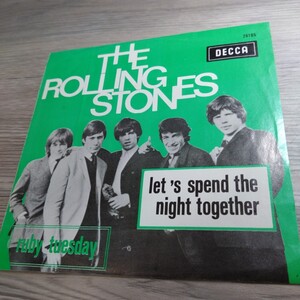 THE
ROLLING
STONES
DECCA
let 's spend the
night together
ruby tuesday